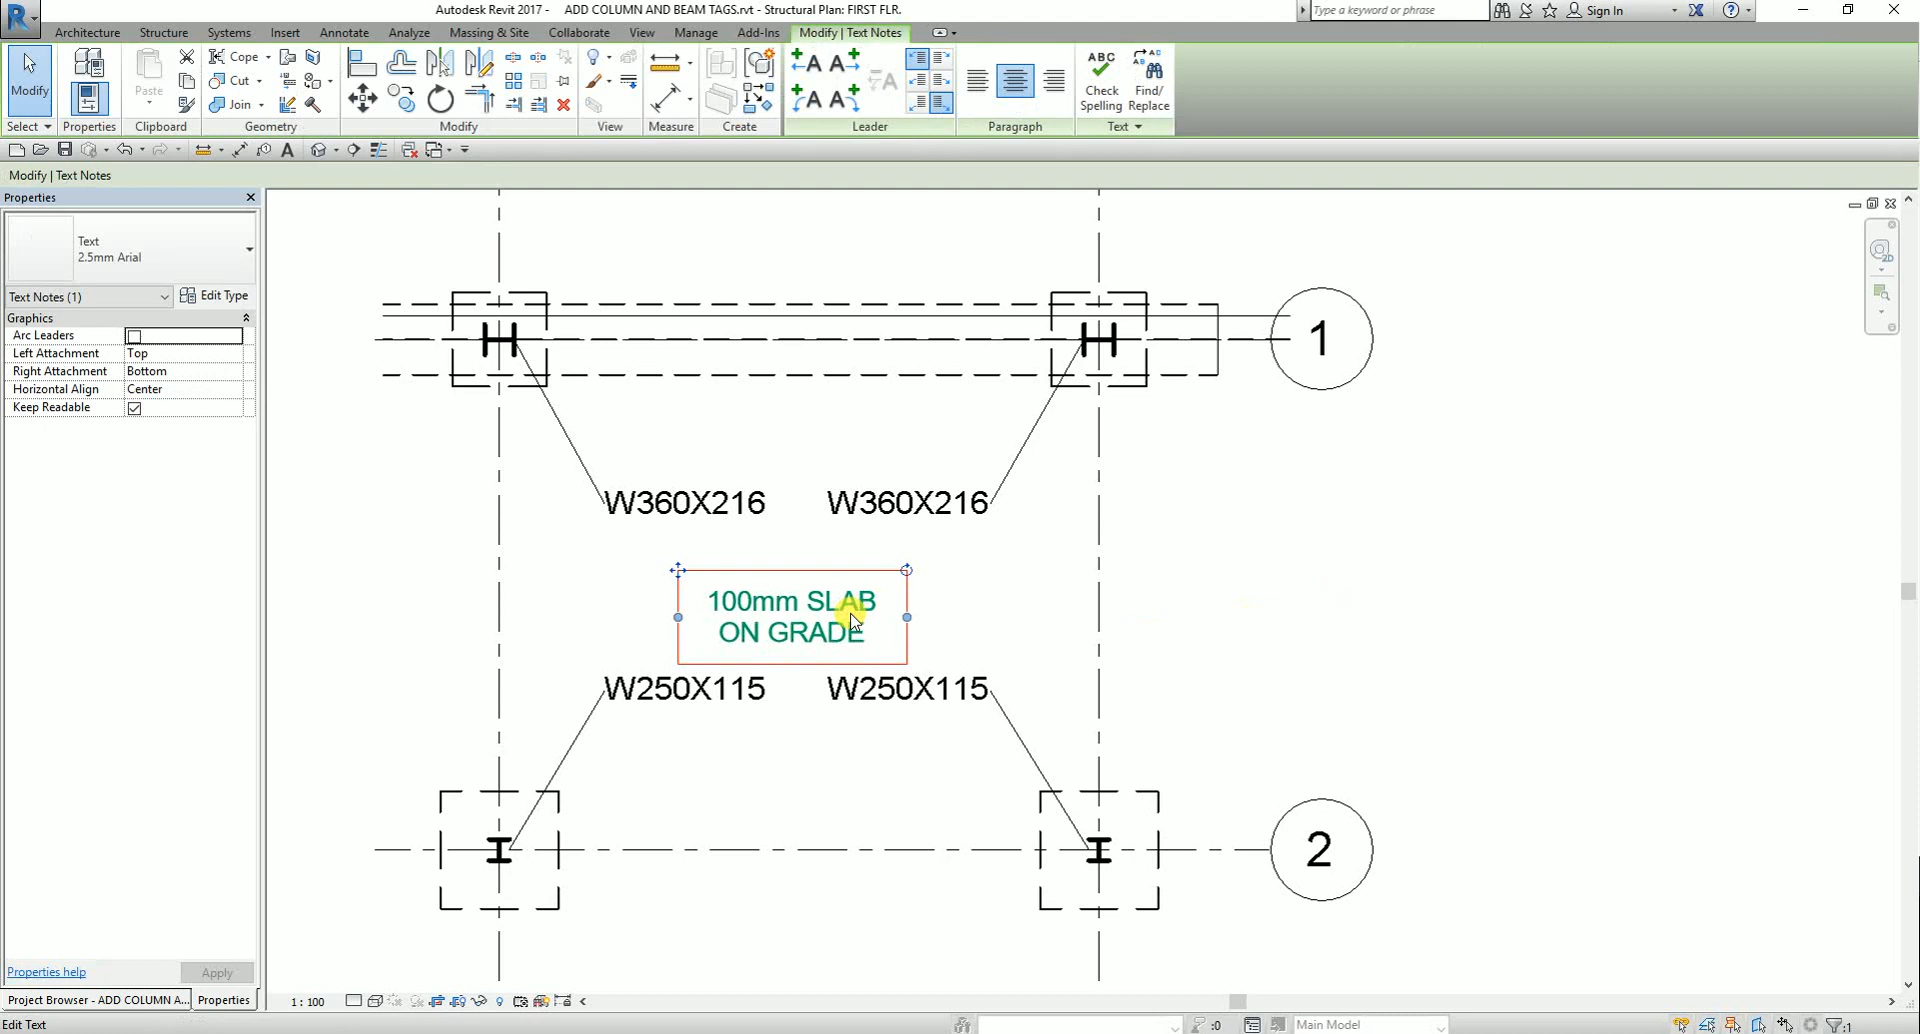 Autodesk Revit 2017 - ADD COLUMN AND BEAM TAGS.rvt - Structural Plan: FIRST FLR.
Type a keyword or phrase
Sign In
R
Architecture Structure Systems Insert Annotate Analyze Massing & Site Collaborate View Manage Add-Ins Modify | Text Notes
Modify
Properties
Paste
Cope
Cut
Join
ABC
Check Spelling
Find/ Replace
Select Properties Clipboard Geometry Modify View Measure Create Leader Paragraph Text
Modify | Text Notes
Properties
Text
2.5mm Arial
Text Notes (1) Edit Type
Graphics
Arc Leaders
Left Attachment Top
Right Attachment Bottom
Horizontal Align Center
Keep Readable
1
W360X216 W360X216
100mm SLAB
ON GRADE
W250X115 W250X115
2
Properties help Apply
Project Browser - ADD COLUMN A... Properties
1 : 100
Edit Text
:0
Main Model
:1